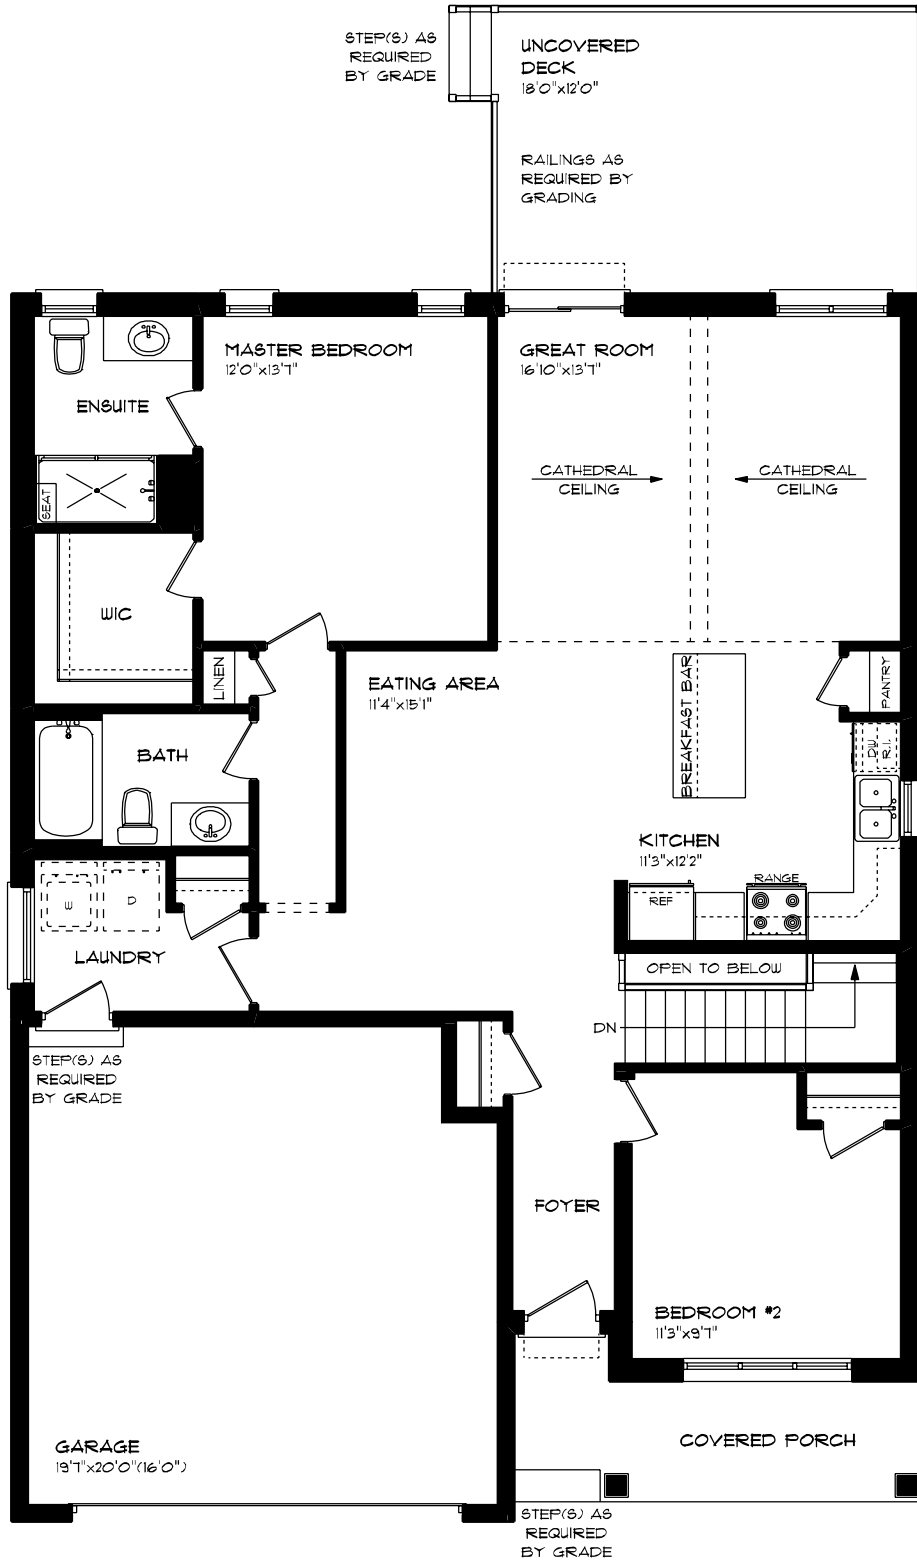 STEP(S) AS
REQUIRED
BY GRADE
UNCOVERED
DECK
18'0"x12'0"
RAILINGS AS
REQUIRED BY
GRADING
MASTER BEDROOM
12'0"x13'7"
GREAT ROOM
16'10"x13'7"
ENSUITE
CATHEDRAL
CEILING
CATHEDRAL
CEILING
SEAT
WIC
LINEN
EATING AREA
11'4"x15'1"
BREAKFAST BAR
PANTRY
BATH
DW
R.I.
KITCHEN
11'3"x12'2"
RANGE
REF
W
D
LAUNDRY
OPEN TO BELOW
DN
STEP(S) AS
REQUIRED
BY GRADE
FOYER
BEDROOM #2
11'3"x9'7"
GARAGE
19'7"x20'0"(16'0")
COVERED PORCH
STEP(S) AS
REQUIRED
BY GRADE